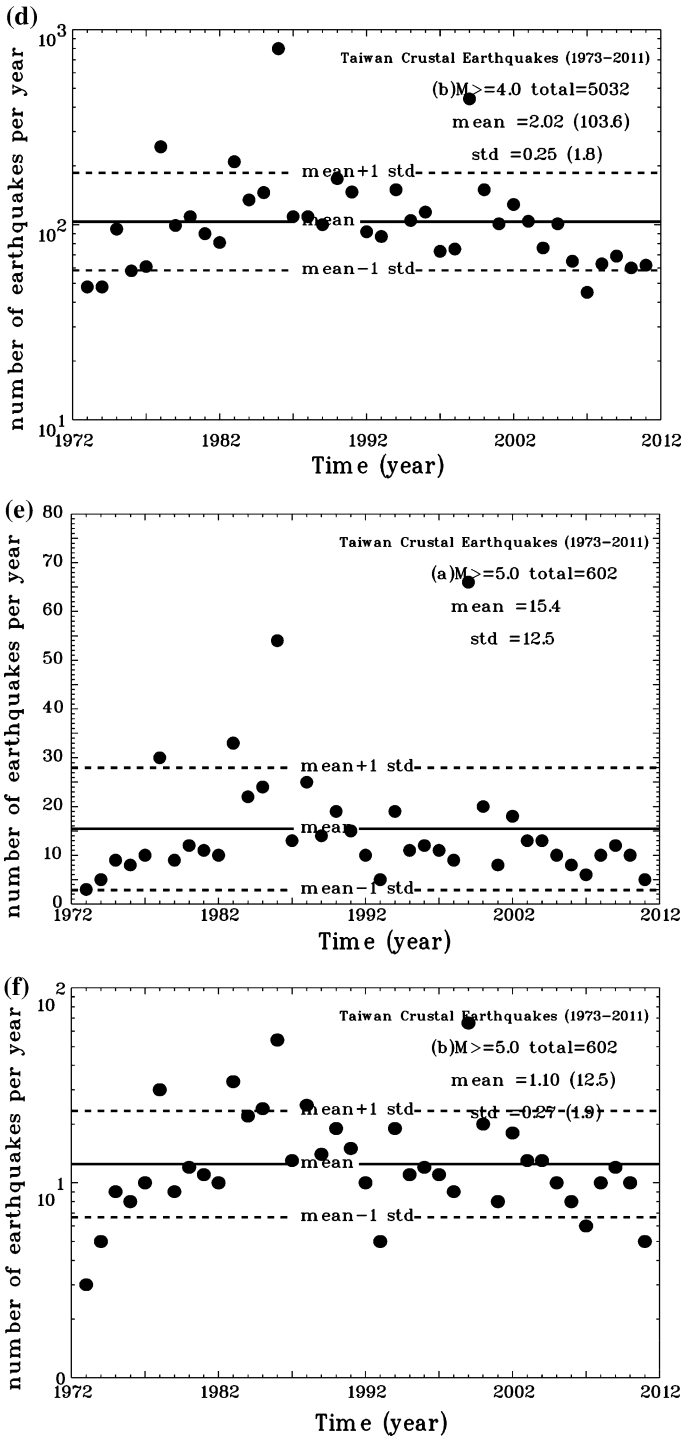 (d)
number of earthquakes per year
10³
10²
10¹
Taiwan Crustal Earthquakes (1973-2011)
(b)M>=4.0 total=5032
mean =2.02 (103.6)
std =0.25 (1.8)
mean+1 std
mean
mean-1 std
1972 1982 1992 2002 2012
Time (year)
(e)
number of earthquakes per year
80
70
60
50
40
30
20
10
0
Taiwan Crustal Earthquakes (1973-2011)
(a)M>=5.0 total=602
mean =15.4
std =12.5
mean+1 std
mean
mean-1 std
1972 1982 1992 2002 2012
Time (year)
(f)
number of earthquakes per year
10²
10¹
0
Taiwan Crustal Earthquakes (1973-2011)
(b)M>=5.0 total=602
mean =1.10 (12.5)
mean+1 std
std =0.27 (1.9)
mean
mean-1 std
1972 1982 1992 2002 2012
Time (year)